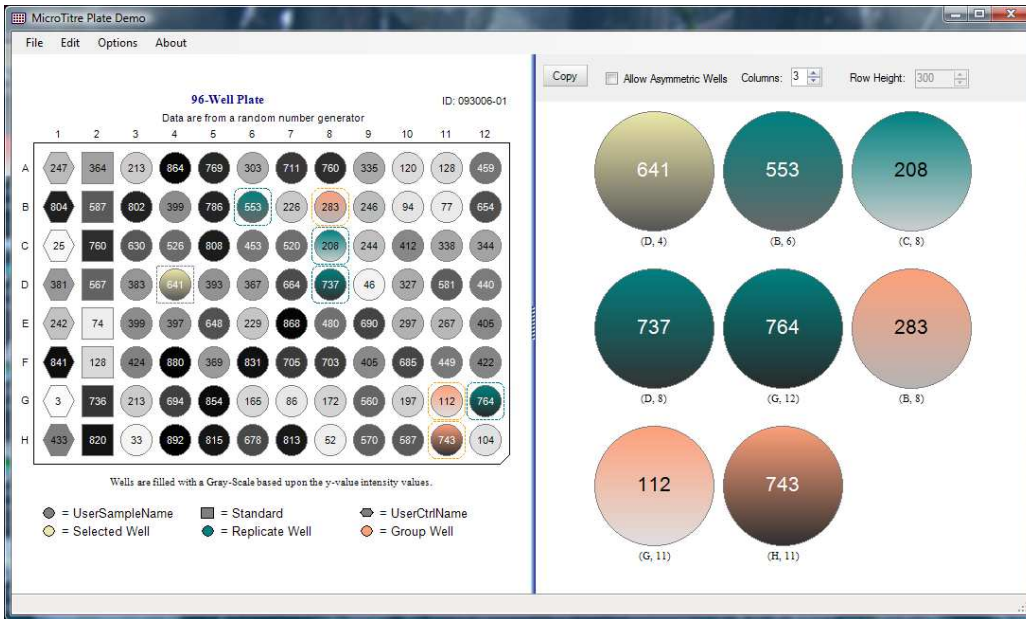 MicroTitre Plate Demo
File Edit Options About
96-Well Plate ID: 093006-01
Data are from a random number generator
1 2 3 4 5 6 7 8 9 10 11 12
A 247 364 213 864 769 303 711 760 335 120 128 459
B 804 587 802 399 786 553 226 283 246 94 77 654
C 25 760 630 526 808 453 520 208 244 412 338 344
D 381 567 383 641 393 367 664 737 46 327 581 440
E 242 74 399 397 648 229 868 480 690 297 267 405
F 841 128 424 880 369 831 705 703 405 685 449 422
G 3 736 213 694 854 165 86 172 560 197 112 764
H 433 820 33 892 815 678 813 52 570 587 743 104
Wells are filled with a Gray-Scale based upon the y-value intensity values.
= UserSampleName = Standard = UserCtrlName
= Selected Well = Replicate Well = Group Well
Copy Allow Asymmetric Wells Columns: 3 Row Height: 300
641 553 208
(D, 4) (B, 6) (C, 8)
737 764 283
(D, 8) (G, 12) (B, 8)
112 743
(G, 11) (H, 11)